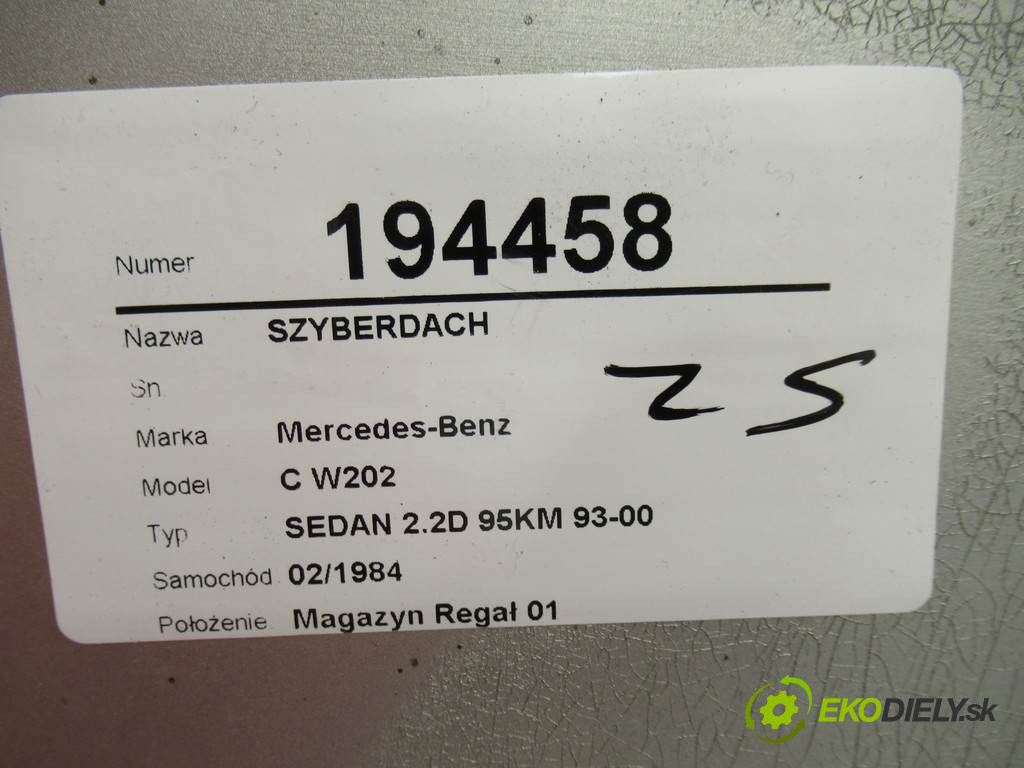 Numer 194458
Nazwa SZYBERDACH
Sn
Marka Mercedes-Benz
Model C W202
Typ SEDAN 2.2D 95KM 93-00
Samochód 02/1984
Położenie Magazyn Regał 01
ZS
EKODIELY.sk